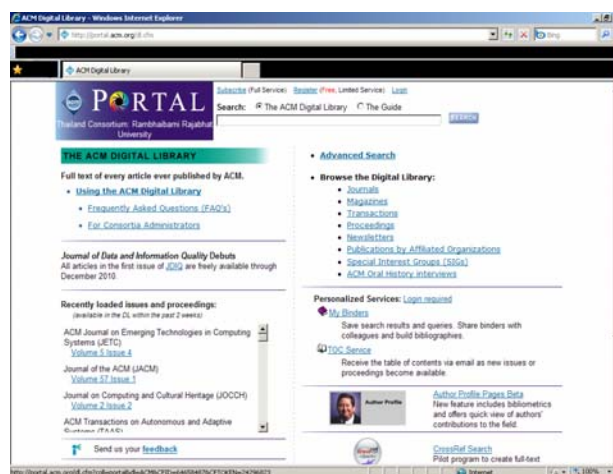 ACM Digital Library - Windows Internet Explorer
http://portal.acm.org/dl.cfm
Bing
ACM Digital Library
PORTAL
Thailand Consortium: Rambhaibarni Rajabhat
University
Subscribe (Full Service) Register (Free, Limited Service) Login
Search: The ACM Digital Library The Guide
SEARCH
THE ACM DIGITAL LIBRARY
Full text of every article ever published by ACM.
Using the ACM Digital Library
Frequently Asked Questions (FAQ's)
For Consortia Administrators
Journal of Data and Information Quality Debuts
All articles in the first issue of JDIQ are freely available through
December 2010.
Recently loaded issues and proceedings:
(available in the DL within the past 2 weeks)
ACM Journal on Emerging Technologies in Computing
Systems (JETC)
Volume 5 Issue 4
Journal of the ACM (JACM)
Volume 57 Issue 1
Journal on Computing and Cultural Heritage (JOCCH)
Volume 2 Issue 2
ACM Transactions on Autonomous and Adaptive
Systems (TAAS)
Send us your feedback
Advanced Search
Browse the Digital Library:
Journals
Magazines
Transactions
Proceedings
Newsletters
Publications by Affiliated Organizations
Special Interest Groups (SIGs)
ACM Oral History interviews
Personalized Services: Login required
My Binders
Save search results and queries. Share binders with
colleagues and build bibliographies.
TOC Service
Receive the table of contents via email as new issues or
proceedings become available.
Author Profile
Author Profile Pages Beta
New feature includes bibliometrics
and offers quick view of authors'
contributions to the field.
CrossRef Search
Pilot program to create full-text
Internet
100%